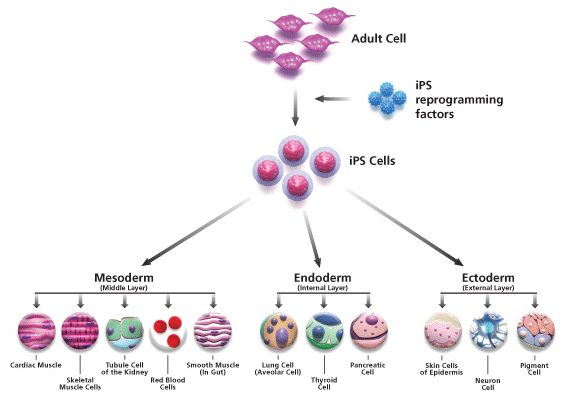 Adult Cell
iPS
reprogramming
factors
iPS Cells
Mesoderm
(Middle Layer)
Endoderm
(Internal Layer)
Ectoderm
(External Layer)
Cardiac Muscle
Skeletal
Muscle Cells
Tubule Cell
of the Kidney
Red Blood
Cells
Smooth Muscle
(In Gut)
Lung Cell
(Aveolar Cell)
Thyroid
Cell
Pancreatic
Cell
Skin Cells
of Epidermis
Neuron
Cell
Pigment
Cell